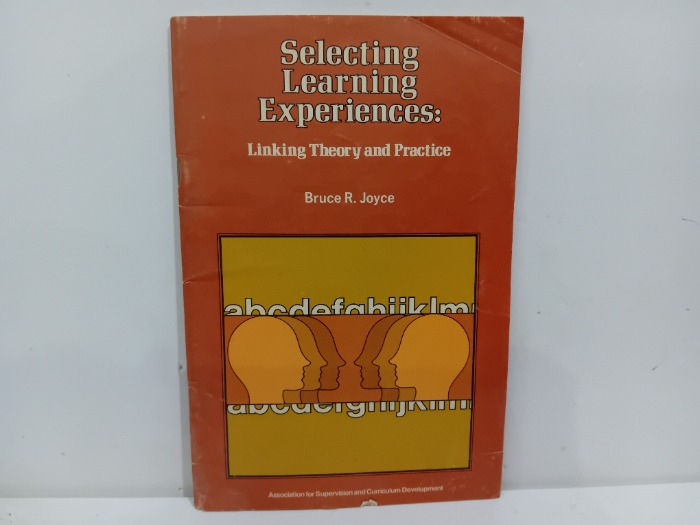 Selecting
Learning
Experiences:
Linking Theory and Practice
Bruce R. Joyce
abcdefghijklm
abcdefghijklm
Association for Supervision and Curriculum Development